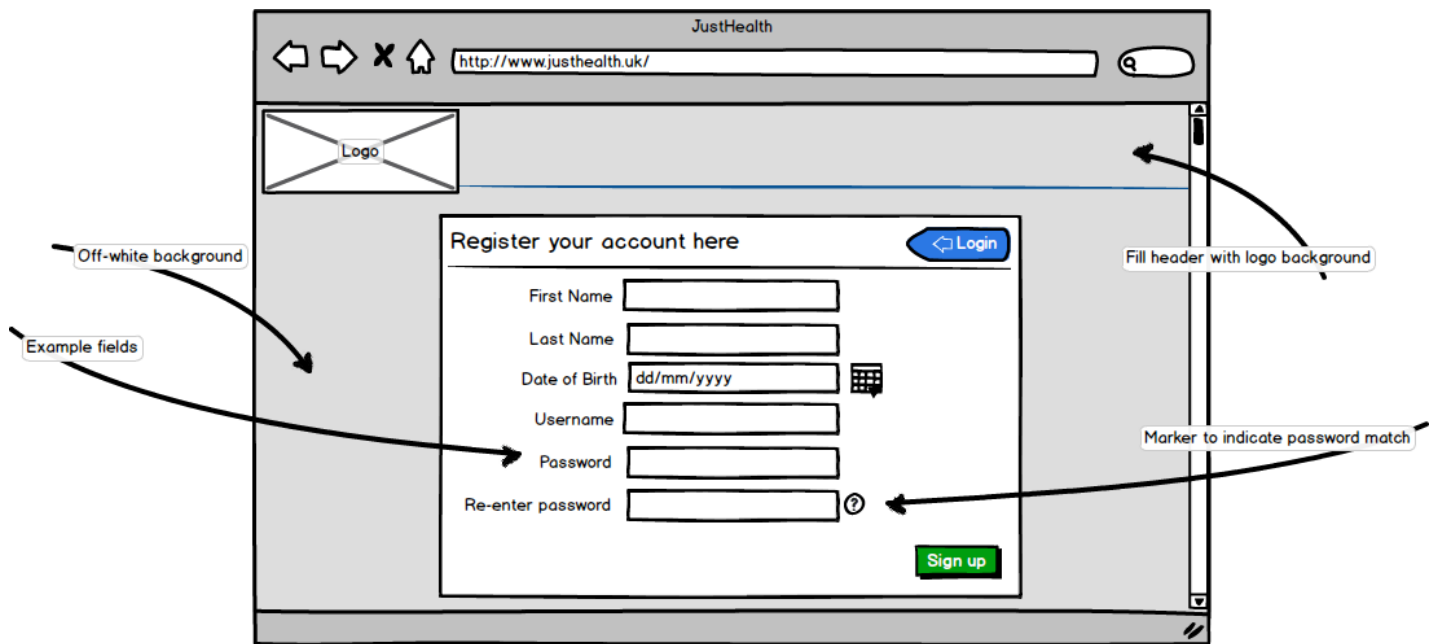 JustHealth
http://www.justhealth.uk/
Logo
Register your account here
Login
Off-white background
Fill header with logo background
First Name
Last Name
Example fields
Date of Birth
dd/mm/yyyy
Username
Marker to indicate password match
Password
Re-enter password
?
Sign up